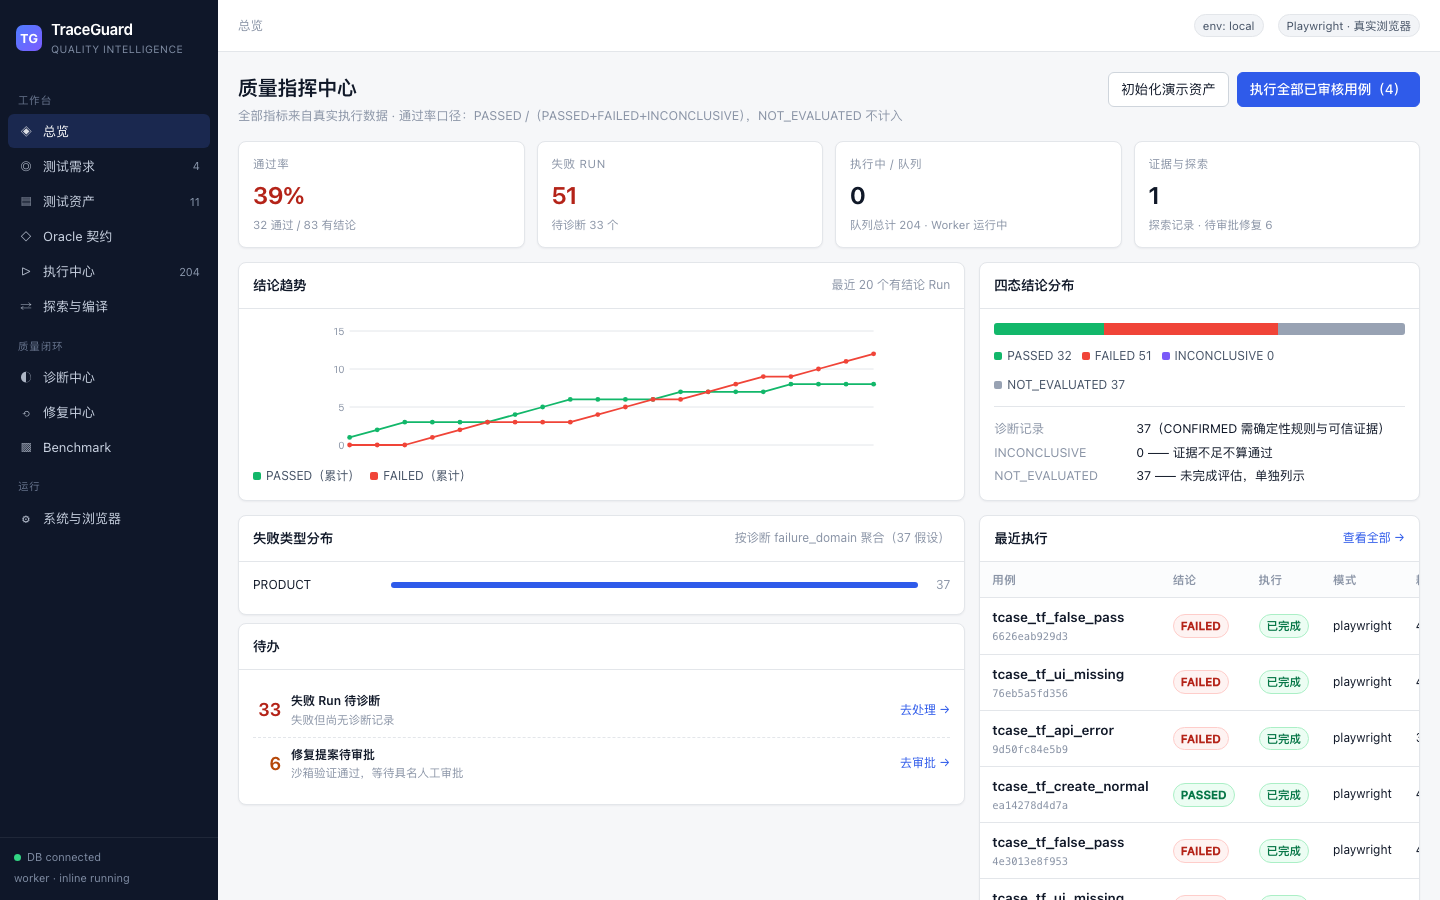 TG
TraceGuard
QUALITY INTELLIGENCE
工作台
总览
测试需求 4
测试资产 11
Oracle 契约
执行中心 204
探索与编译
质量闭环
诊断中心
修复中心
Benchmark
运行
系统与浏览器
DB connected
worker · inline running
总览
env: local
Playwright · 真实浏览器
质量指挥中心
全部指标来自真实执行数据 · 通过率口径：PASSED /（PASSED+FAILED+INCONCLUSIVE），NOT_EVALUATED 不计入
初始化演示资产
执行全部已审核用例（4）
通过率
39%
32 通过 / 83 有结论
失败 RUN
51
待诊断 33 个
执行中 / 队列
0
队列总计 204 · Worker 运行中
证据与探索
1
探索记录 · 待审批修复 6
结论趋势
最近 20 个有结论 Run
15
10
5
0
PASSED（累计）
FAILED（累计）
四态结论分布
PASSED 32
FAILED 51
INCONCLUSIVE 0
NOT_EVALUATED 37
诊断记录 37（CONFIRMED 需确定性规则与可信证据）
INCONCLUSIVE 0 —— 证据不足不算通过
NOT_EVALUATED 37 —— 未完成评估，单独列示
失败类型分布
按诊断 failure_domain 聚合（37 假设）
PRODUCT 37
待办
33
失败 Run 待诊断
失败但尚无诊断记录
去处理 →
6
修复提案待审批
沙箱验证通过，等待具名人工审批
去审批 →
最近执行
查看全部 →
用例 结论 执行 模式
tcase_tf_false_pass
6626eab929d3
FAILED 已完成 playwright
tcase_tf_ui_missing
76eb5a5fd356
FAILED 已完成 playwright
tcase_tf_api_error
9d50fc84e5b9
FAILED 已完成 playwright
tcase_tf_create_normal
ea14278d4d7a
PASSED 已完成 playwright
tcase_tf_false_pass
4e3013e8f953
FAILED 已完成 playwright
tcase_tf_ui_missing
FAILED 已完成